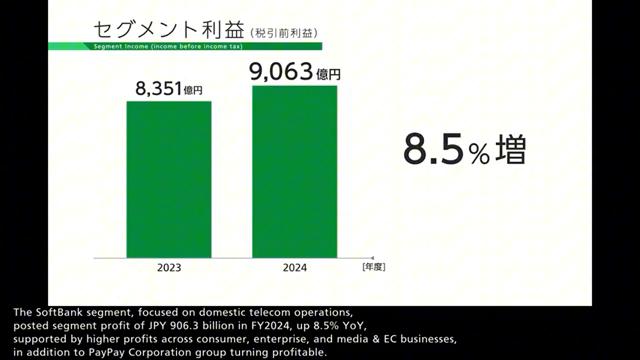 セグメント利益 (税引前利益)
Segment Income (income before income tax)
8,351億円
9,063億円
8.5%増
2023
2024
[年度]
The SoftBank segment, focused on domestic telecom operations,
posted segment profit of JPY 906.3 billion in FY2024, up 8.5% YoY,
supported by higher profits across consumer, enterprise, and media & EC businesses,
in addition to PayPay Corporation group turning profitable.